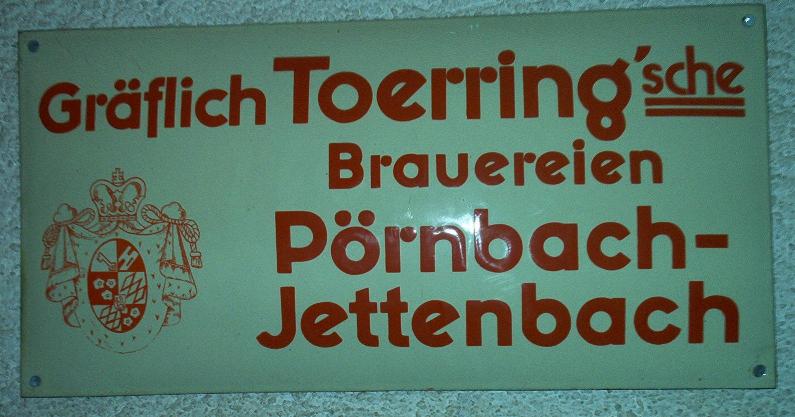 Gräflich Toerring'sche
Brauereien
Pörnbach-
Jettenbach